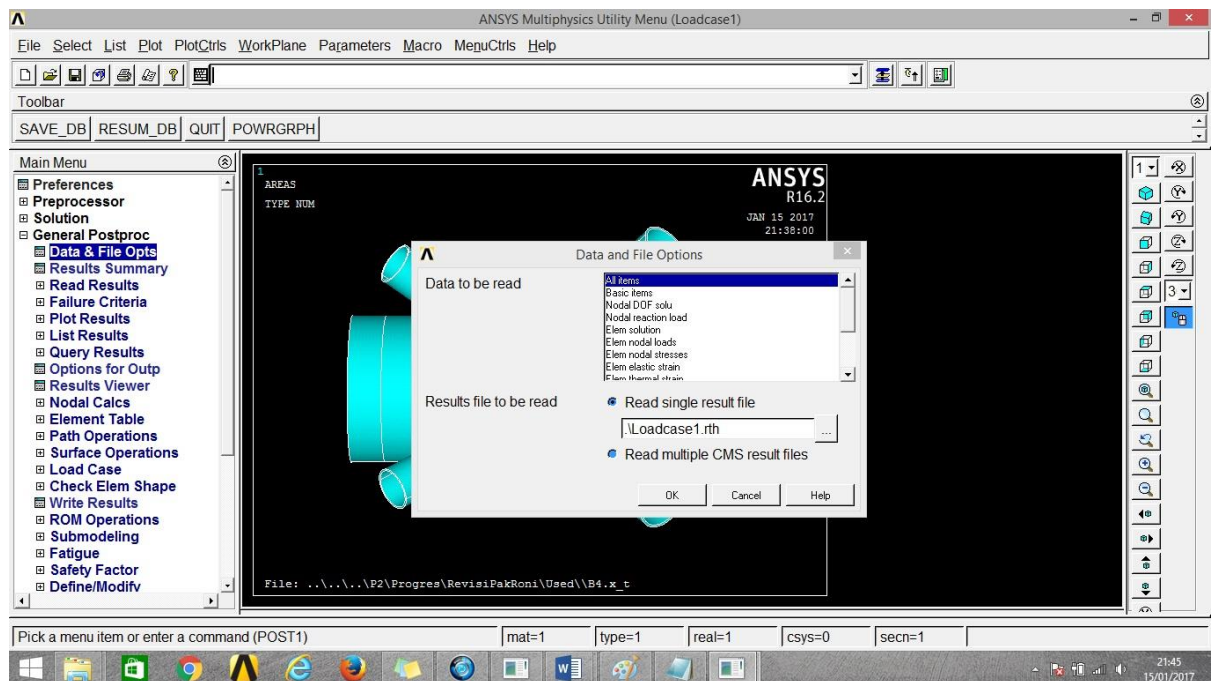 ANSYS Multiphysics Utility Menu (Loadcase1)
File Select List Plot PlotCtrls WorkPlane Parameters Macro MenuCtrls Help
Toolbar
SAVE_DB RESUM_DB QUIT POWRGRPH
Main Menu
Preferences
Preprocessor
Solution
General Postproc
Data & File Opts
Results Summary
Read Results
Failure Criteria
Plot Results
List Results
Query Results
Options for Outp
Results Viewer
Nodal Calcs
Element Table
Path Operations
Surface Operations
Load Case
Check Elem Shape
Write Results
ROM Operations
Submodeling
Fatigue
Safety Factor
Define/Modify
1
AREAS
TYPE NUM
ANSYS
R16.2
JAN 15 2017
21:38:00
Data and File Options
Data to be read
All items
Basic items
Nodal DOF solu
Nodal reaction load
Elem solution
Elem nodal loads
Elem nodal stresses
Elem elastic strain
Elem thermal strain
Results file to be read
Read single result file
.\Loadcase1.rth
...
Read multiple CMS result files
OK Cancel Help
File: ..\..\..\P2\Progres\RevisiPakRoni\Used\\B4.x_t
1
3
Pick a menu item or enter a command (POST1) mat=1 type=1 real=1 csys=0 secn=1
21:45
15/01/2017